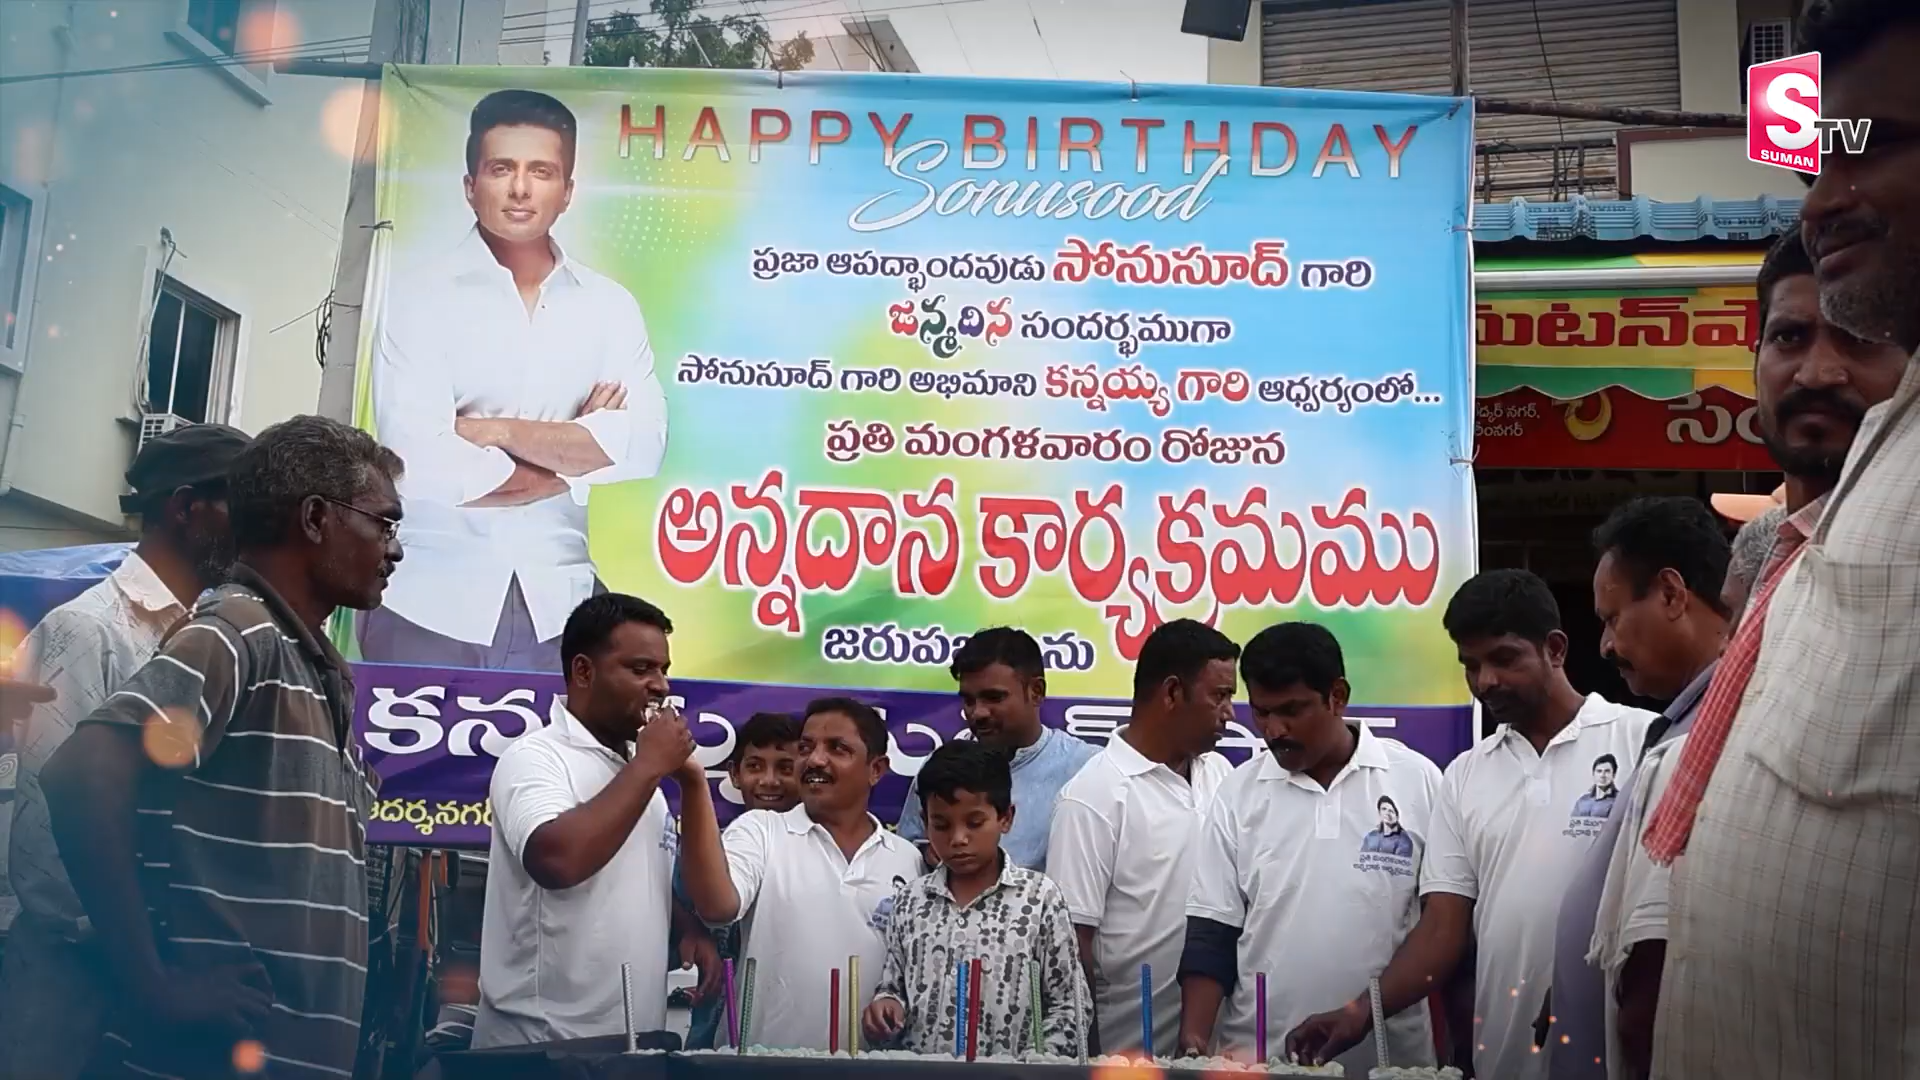 HAPPY BIRTHDAY
Sonusood
ప్రజా ఆపద్భాందవుడు సోనుసూద్ గారి
జన్మదిన సందర్భముగా
సోనుసూద్ గారి అభిమాని కన్నయ్య గారి ఆధ్వర్యంలో...
ప్రతి మంగళవారం రోజున
అన్నదాన కార్యక్రమము
S TV
SUMAN